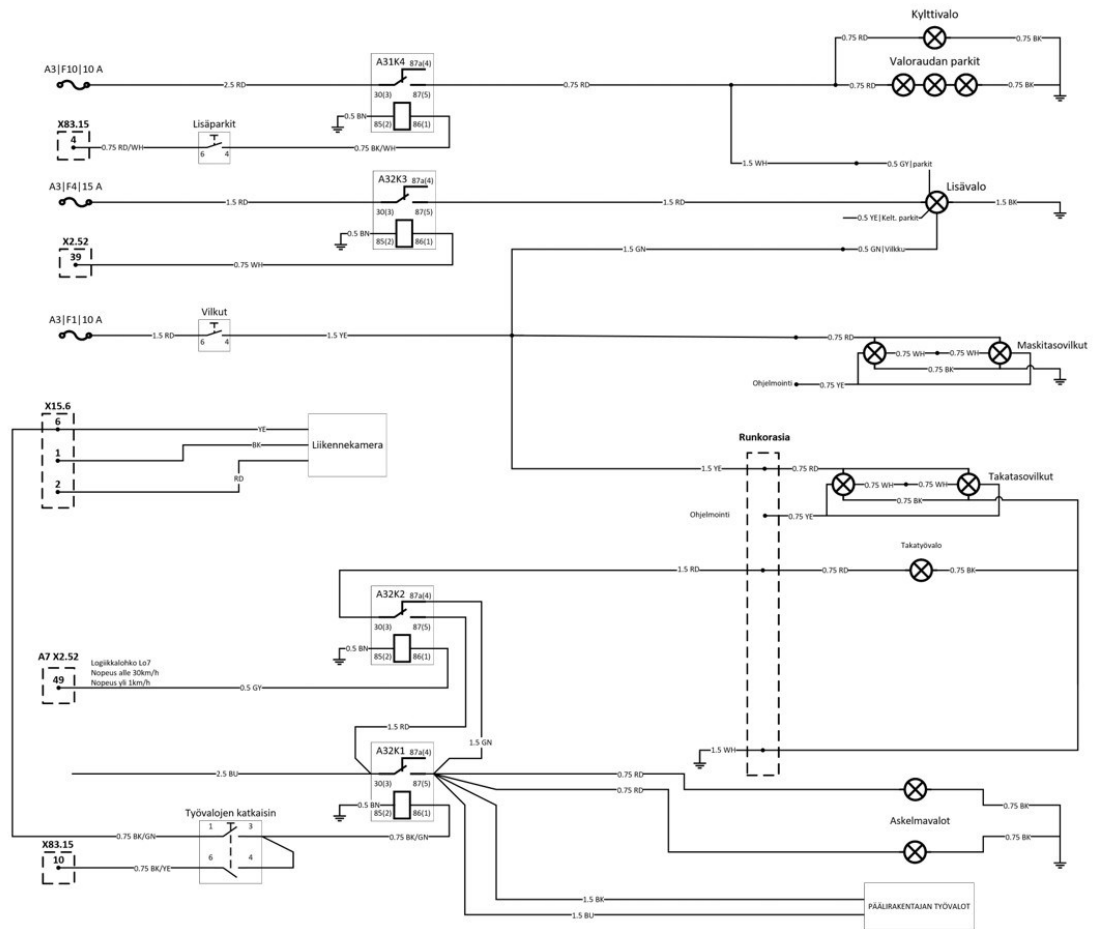 Kylttivalo
0.75 RD
0.75 BK
A3|F10|10 A
A31K4
87a(4)
Valoraudan parkit
2.5 RD
30(3)
87(5)
0.75 RD
0.75 RD
0.75 BK
X83.15
Lisäparkit
0.5 BN
85(2)
86(1)
4
0.75 RD/WH
6
4
0.75 BK/WH
1.5 WH
0.5 GY|parkit
A32K3
87a(4)
A3|F4|15 A
Lisävalo
1.5 RD
30(3)
87(5)
1.5 RD
1.5 BK
0.5 YE|Kelt. parkit
X2.52
0.5 BN
85(2)
86(1)
1.5 GN
0.5 GN|Vilkku
39
0.75 WH
A3|F1|10 A
Vilkut
1.5 RD
6
4
1.5 YE
0.75 RD
Maskitasovilkut
0.75 WH
0.75 WH
0.75 BK
Ohjelmointi
0.75 YE
X15.6
6
YE
1
BK
Liikennekamera
2
RD
Runkorasia
1.5 YE
0.75 RD
Takatasovilkut
0.75 WH
0.75 WH
0.75 BK
Ohjelmointi
0.75 YE
Takatyövalo
1.5 RD
0.75 RD
0.75 BK
A32K2
87a(4)
30(3)
87(5)
0.5 BN
85(2)
86(1)
A7 X2.52
Logiikkalohko Lo7
Nopeus alle 30km/h
Nopeus yli 1km/h
49
0.5 GY
1.5 RD
1.5 GN
A32K1
87a(4)
1.5 WH
2.5 BU
30(3)
87(5)
0.75 RD
0.75 RD
0.5 BN
85(2)
86(1)
0.75 BK
Työvalojen katkaisin
Askelmavalot
0.75 BK/GN
1
3
0.75 BK/GN
0.75 BK
X83.15
10
0.75 BK/YE
6
4
1.5 BK
1.5 BU
PÄÄLIRAKENTAJAN TYÖVALOT